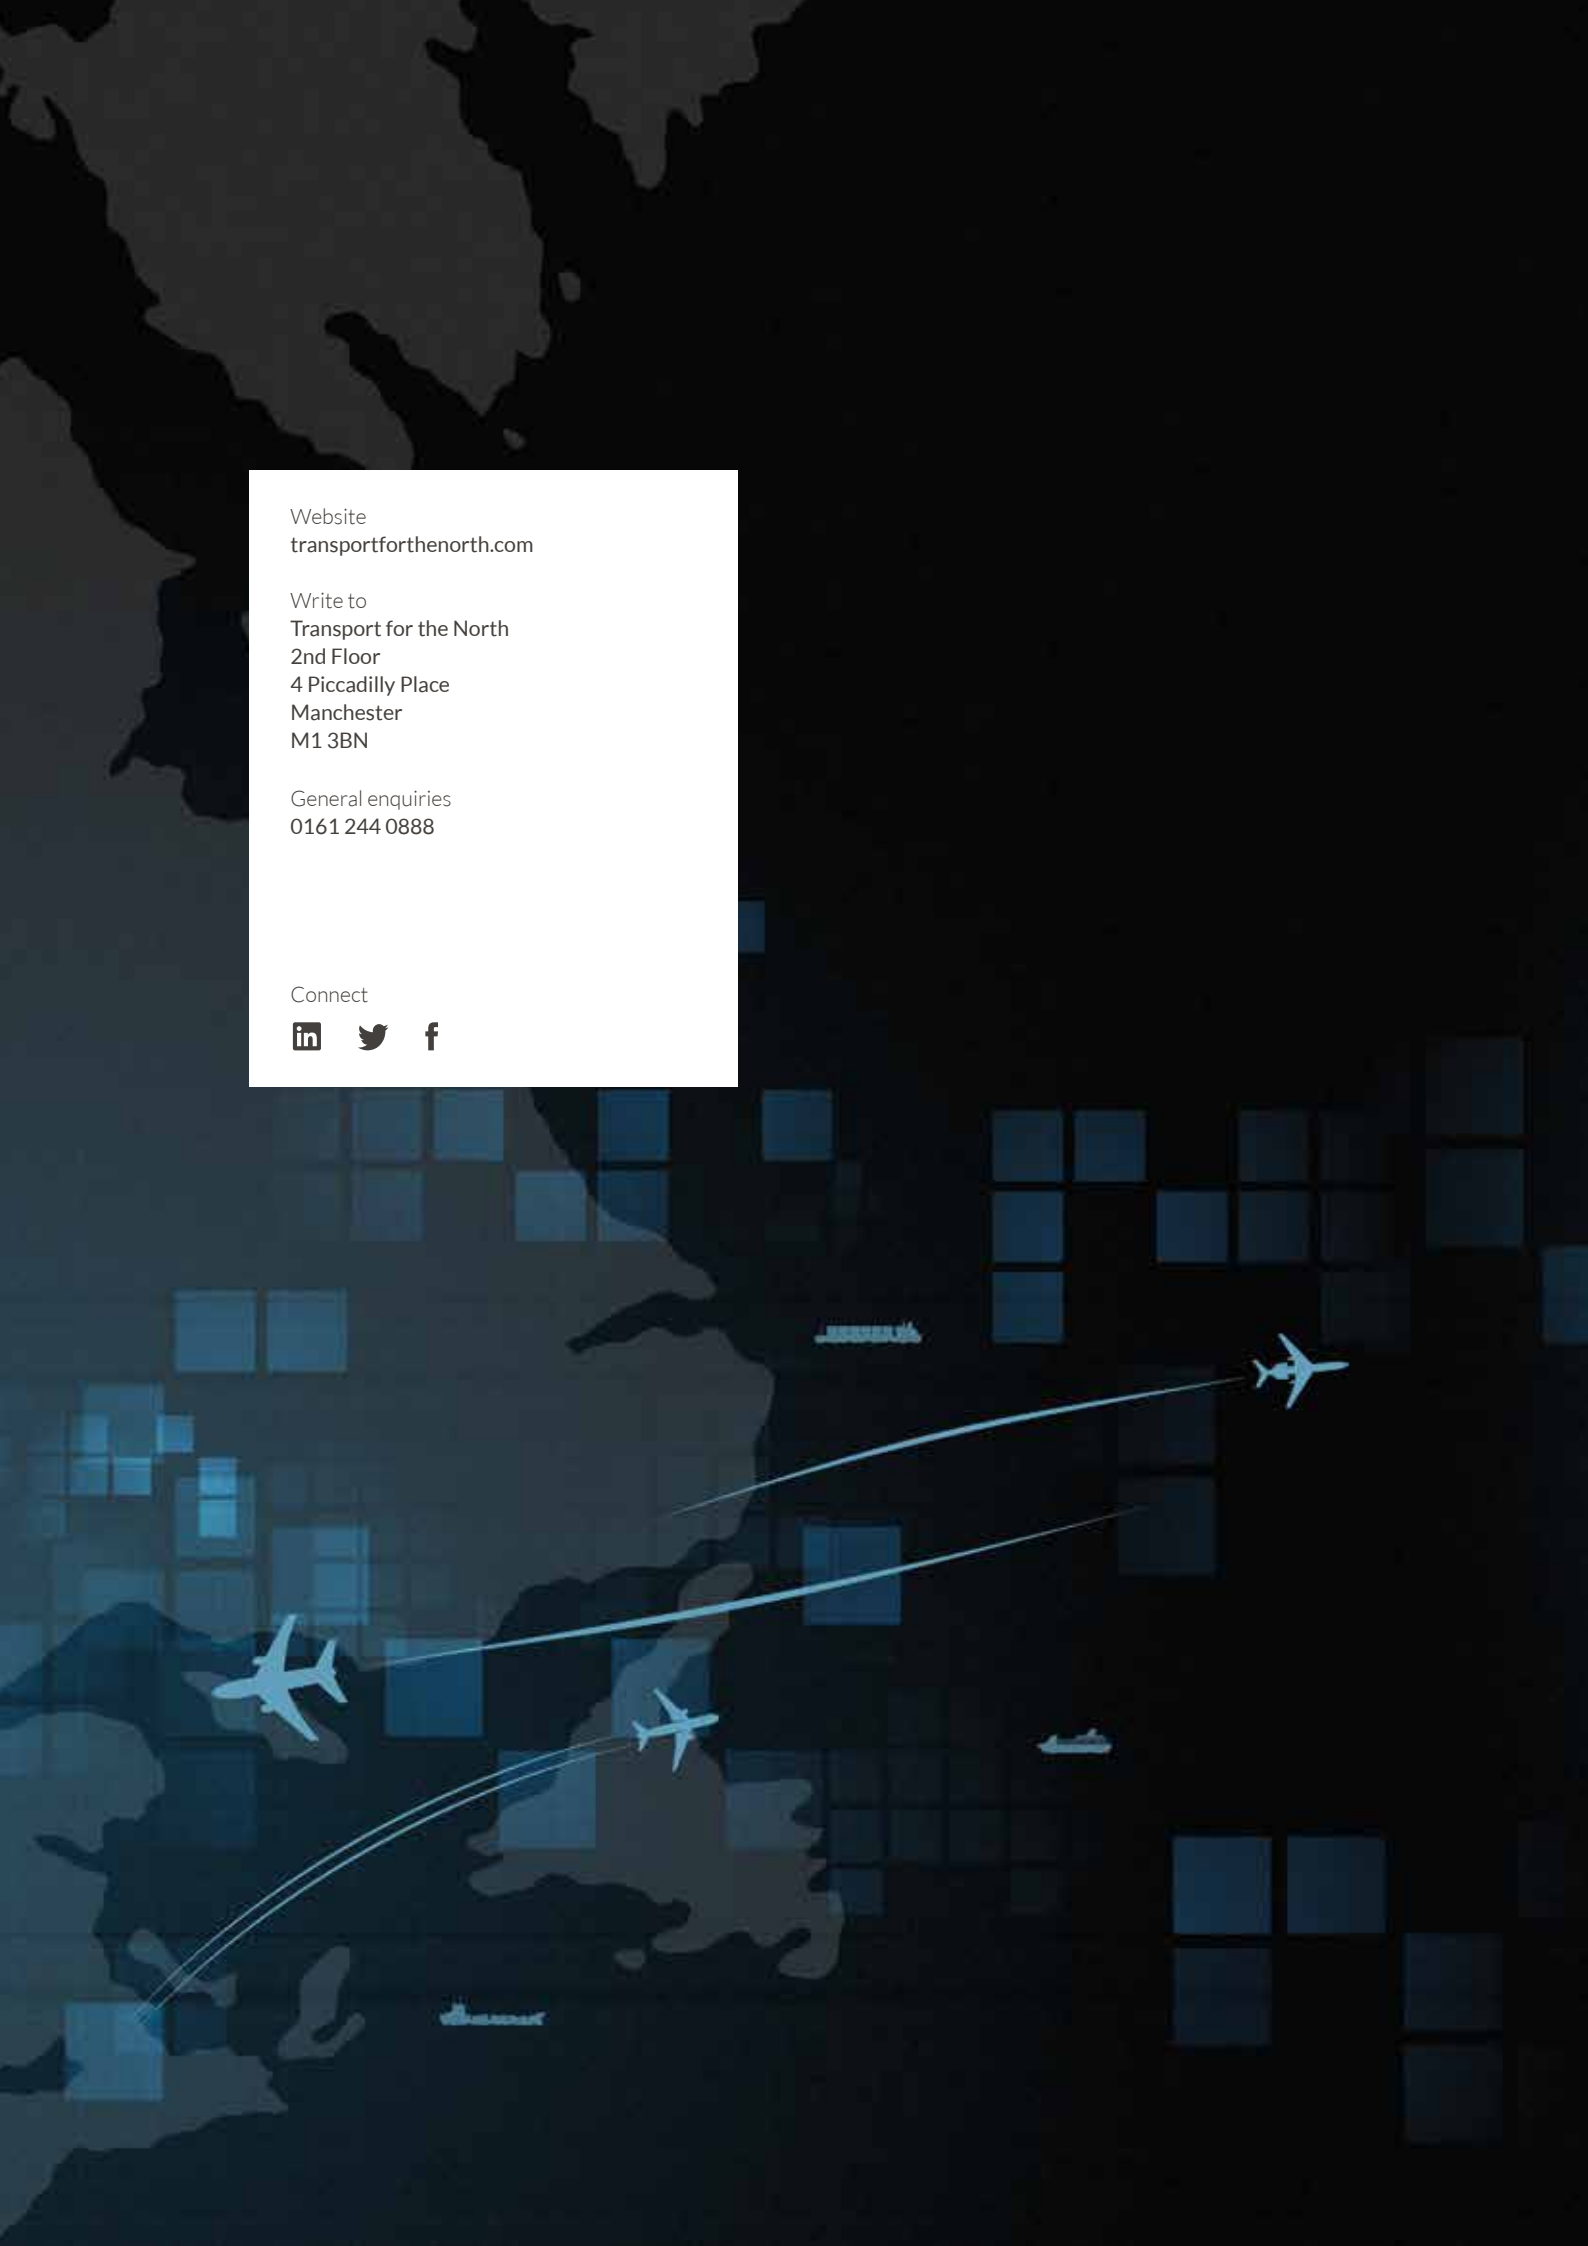 Website
transportforthenorth.com
Write to
Transport for the North
2nd Floor
4 Piccadilly Place
Manchester
M1 3BN
General enquiries
0161 244 0888
Connect